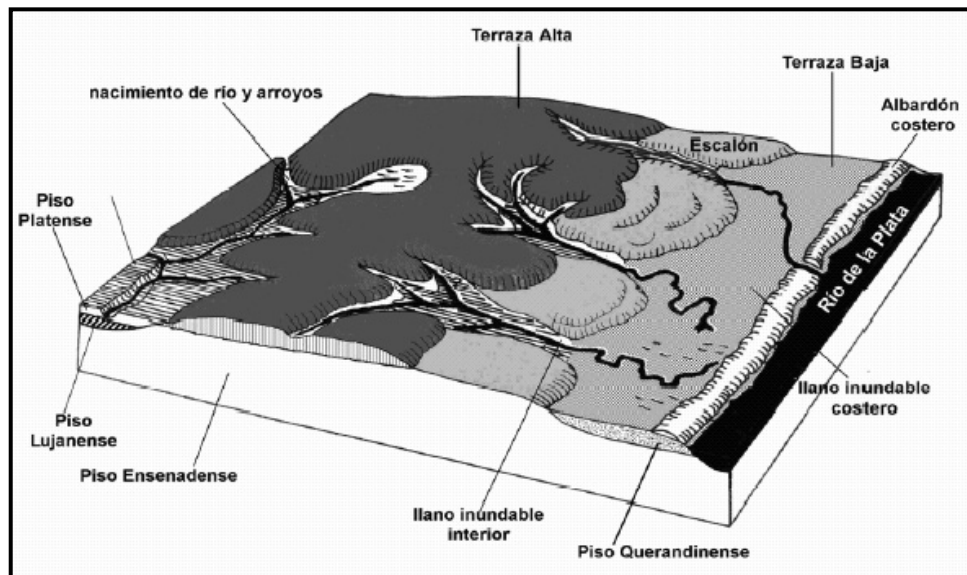 Terraza Alta
Terraza Baja
nacimiento de río y arroyos
Albardón
costero
Escalón
Piso
Platense
Río de la Plata
llano inundable
costero
Piso
Lujanense
Piso Ensenadense
llano inundable
interior
Piso Querandinense